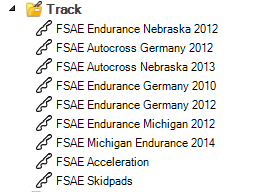 Track
FSAE Endurance Nebraska 2012
FSAE Autocross Germany 2012
FSAE Autocross Nebraska 2013
FSAE Endurance Germany 2010
FSAE Endurance Germany 2012
FSAE Endurance Michigan 2012
FSAE Michigan Endurance 2014
FSAE Acceleration
FSAE Skidpads